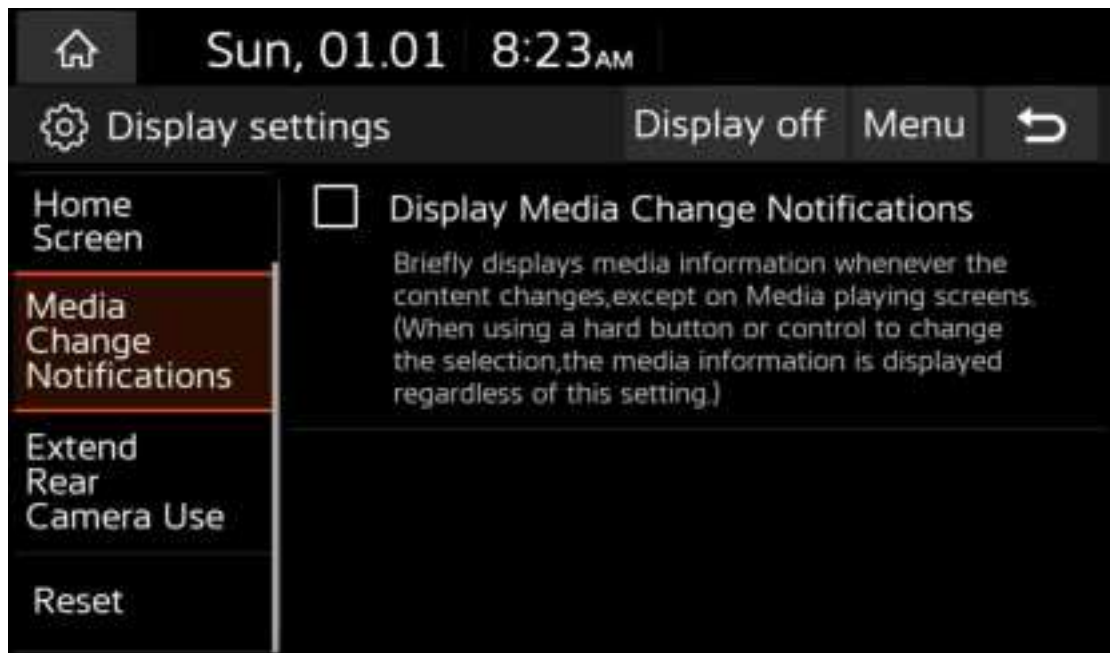 Sun, 01.01 8:23AM
Display settings Display off Menu
Home
Screen
Media
Change
Notifications
Extend
Rear
Camera Use
Reset
Display Media Change Notifications
Briefly displays media information whenever the
content changes,except on Media playing screens.
(When using a hard button or control to change
the selection,the media information is displayed
regardless of this setting.)